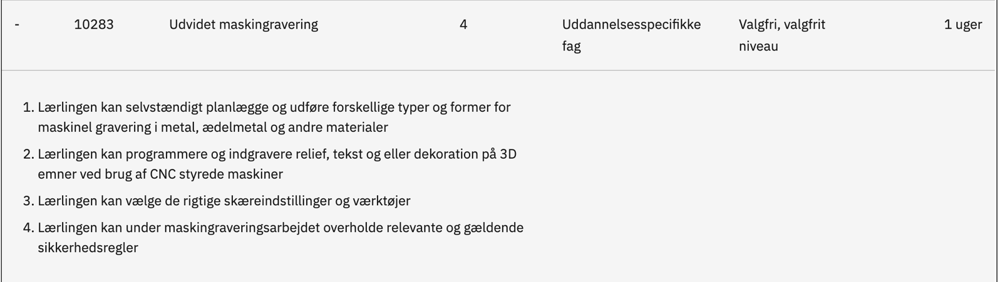 - 10283 Udvidet maskingravering 4 Uddannelsesspecifikke Valgfri, valgfrit 1 uger
fag niveau
1. Lærlingen kan selvstændigt planlægge og udføre forskellige typer og former for
maskinel gravering i metal, ædelmetal og andre materialer
2. Lærlingen kan programmere og indgravere relief, tekst og eller dekoration på 3D
emner ved brug af CNC styrede maskiner
3. Lærlingen kan vælge de rigtige skæreindstillinger og værktøjer
4. Lærlingen kan under maskingraveringsarbejdet overholde relevante og gældende
sikkerhedsregler